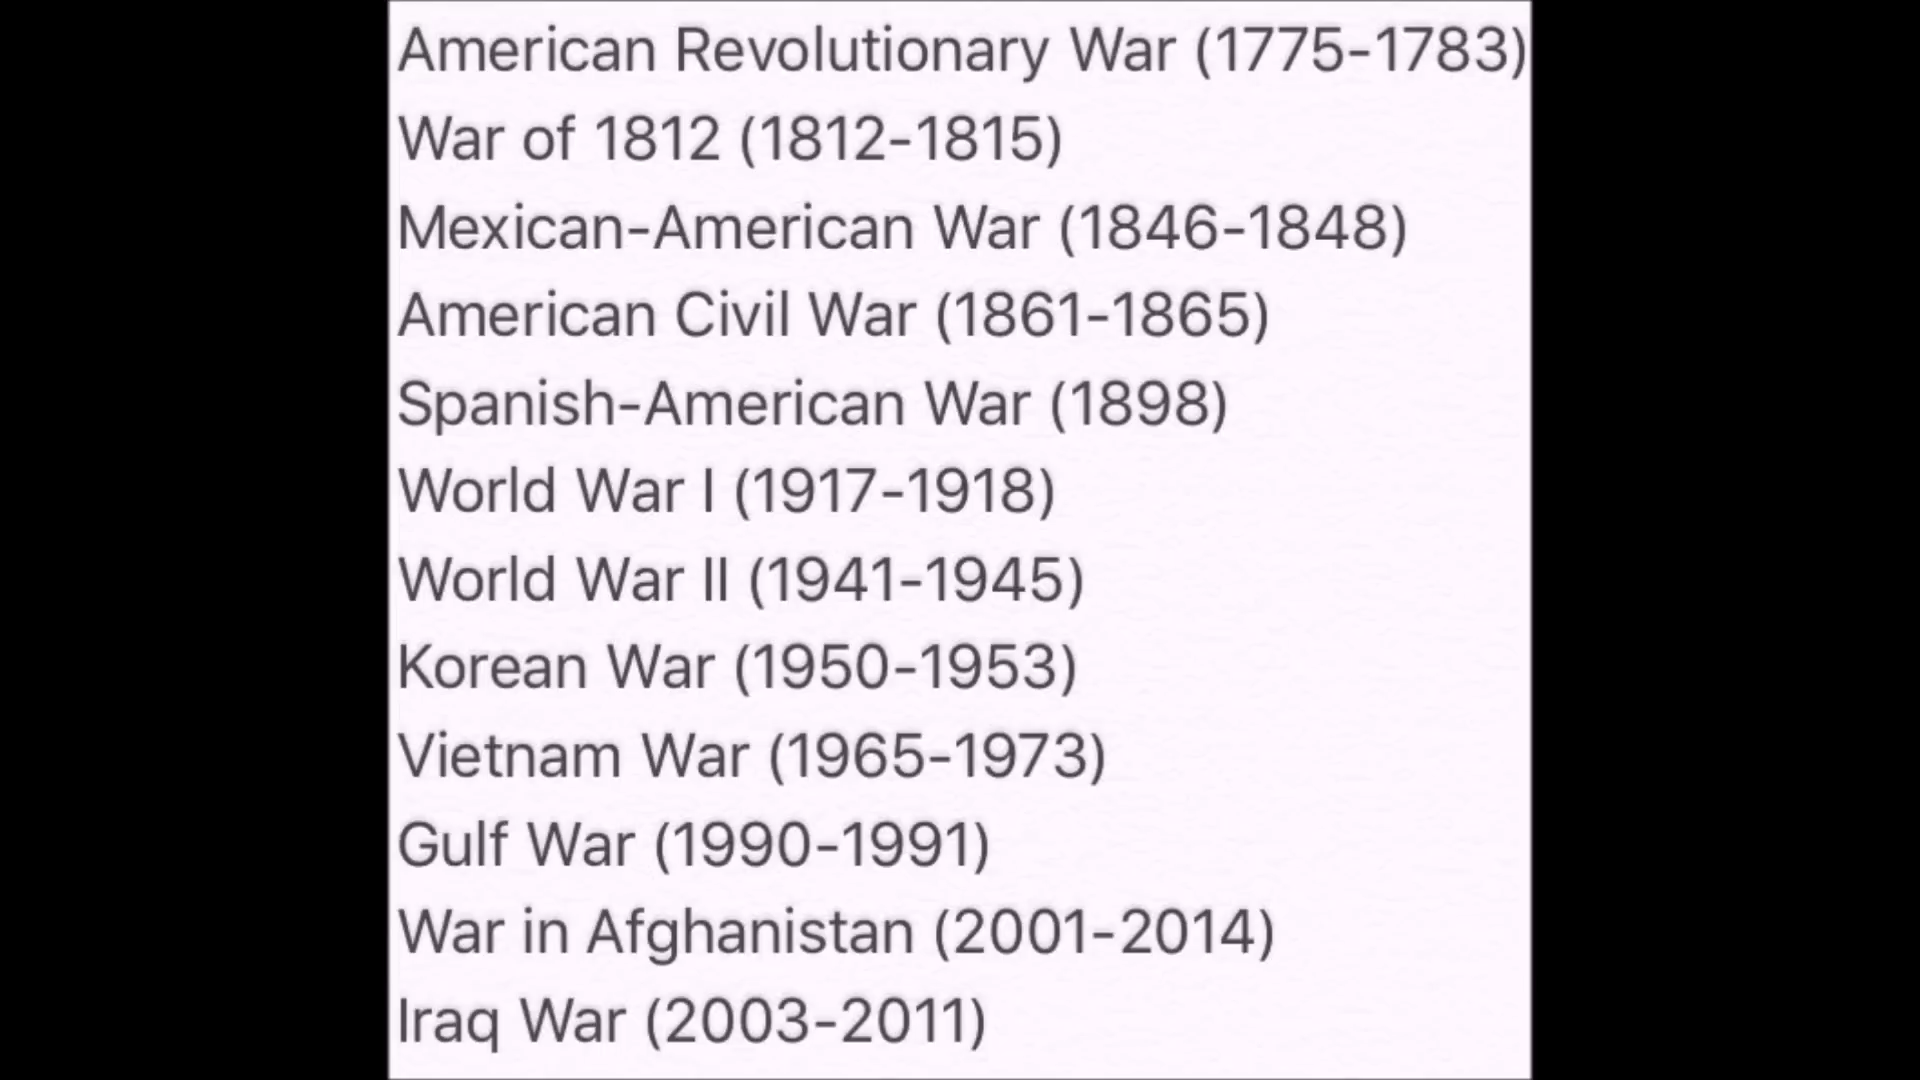 American Revolutionary War (1775-1783)
War of 1812 (1812-1815)
Mexican-American War (1846-1848)
American Civil War (1861-1865)
Spanish-American War (1898)
World War I (1917-1918)
World War II (1941-1945)
Korean War (1950-1953)
Vietnam War (1965-1973)
Gulf War (1990-1991)
War in Afghanistan (2001-2014)
Iraq War (2003-2011)